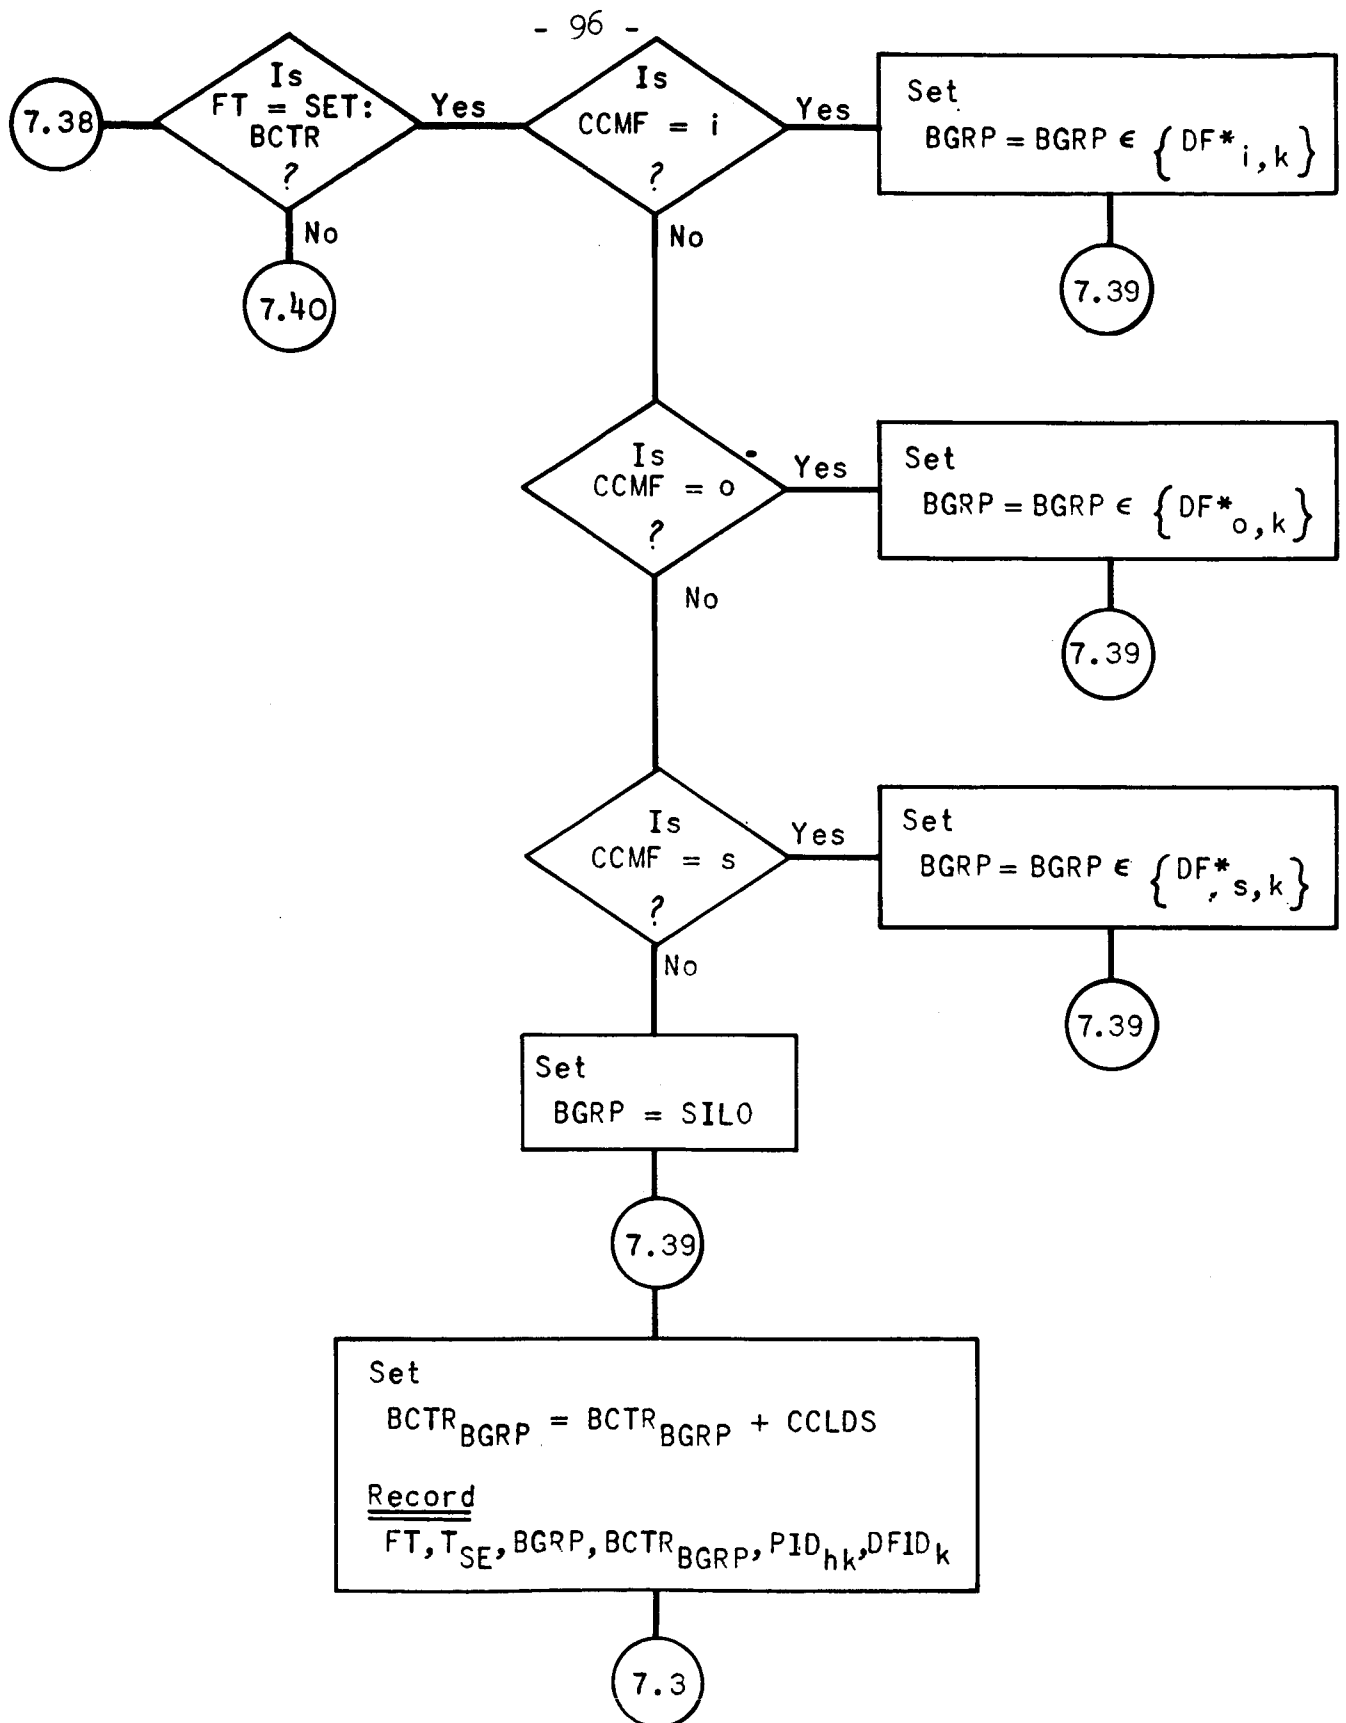 - 96 -
7.38
Is
FT = SET:
BCTR
?
Yes
No
7.40
Is
CCMF = i
?
Yes
No
Set
BGRP = BGRP ϵ {DF*i,k}
7.39
Is
CCMF = o
?
Yes
No
Set
BGRP = BGRP ϵ {DF*o,k}
7.39
Is
CCMF = s
?
Yes
No
Set
BGRP = BGRP ϵ {DF*s,k}
7.39
Set
BGRP = SILO
7.39
Set
BCTRBGRP = BCTRBGRP + CCLDS
Record
FT,TSE,BGRP,BCTRBGRP,PIDhk,DFIDk
7.3